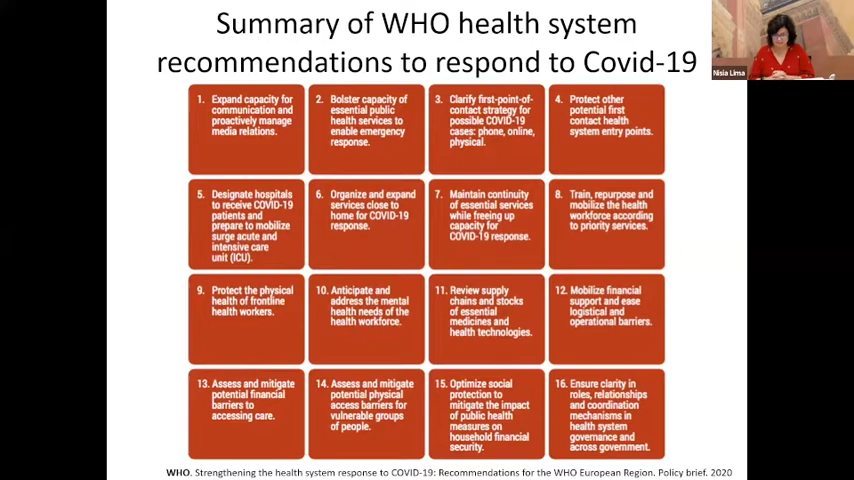 Summary of WHO health system
recommendations to respond to Covid-19
Nisia Lima
1. Expand capacity for
communication and
proactively manage
media relations.
2. Bolster capacity of
essential public
health services to
enable emergency
response.
3. Clarify first-point-of-
contact strategy for
possible COVID-19
cases: phone, online,
physical.
4. Protect other
potential first
contact health
system entry points.
5. Designate hospitals
to receive COVID-19
patients and
prepare to mobilize
surge acute and
intensive care
unit (ICU).
6. Organize and expand
services close to
home for COVID-19
response.
7. Maintain continuity
of essential services
while freeing up
capacity for
COVID-19 response.
8. Train, repurpose and
mobilize the health
workforce according
to priority services.
9. Protect the physical
health of frontline
health workers.
10. Anticipate and
address the mental
health needs of the
health workforce.
11. Review supply
chains and stocks
of essential
medicines and
health technologies.
12. Mobilize financial
support and ease
logistical and
operational barriers.
13. Assess and mitigate
potential financial
barriers to
accessing care.
14. Assess and mitigate
potential physical
access barriers for
vulnerable groups
of people.
15. Optimize social
protection to
mitigate the impact
of public health
measures on
household financial
security.
16. Ensure clarity in
roles, relationships
and coordination
mechanisms in
health system
governance and
across government.
WHO. Strengthening the health system response to COVID-19: Recommendations for the WHO European Region. Policy brief. 2020